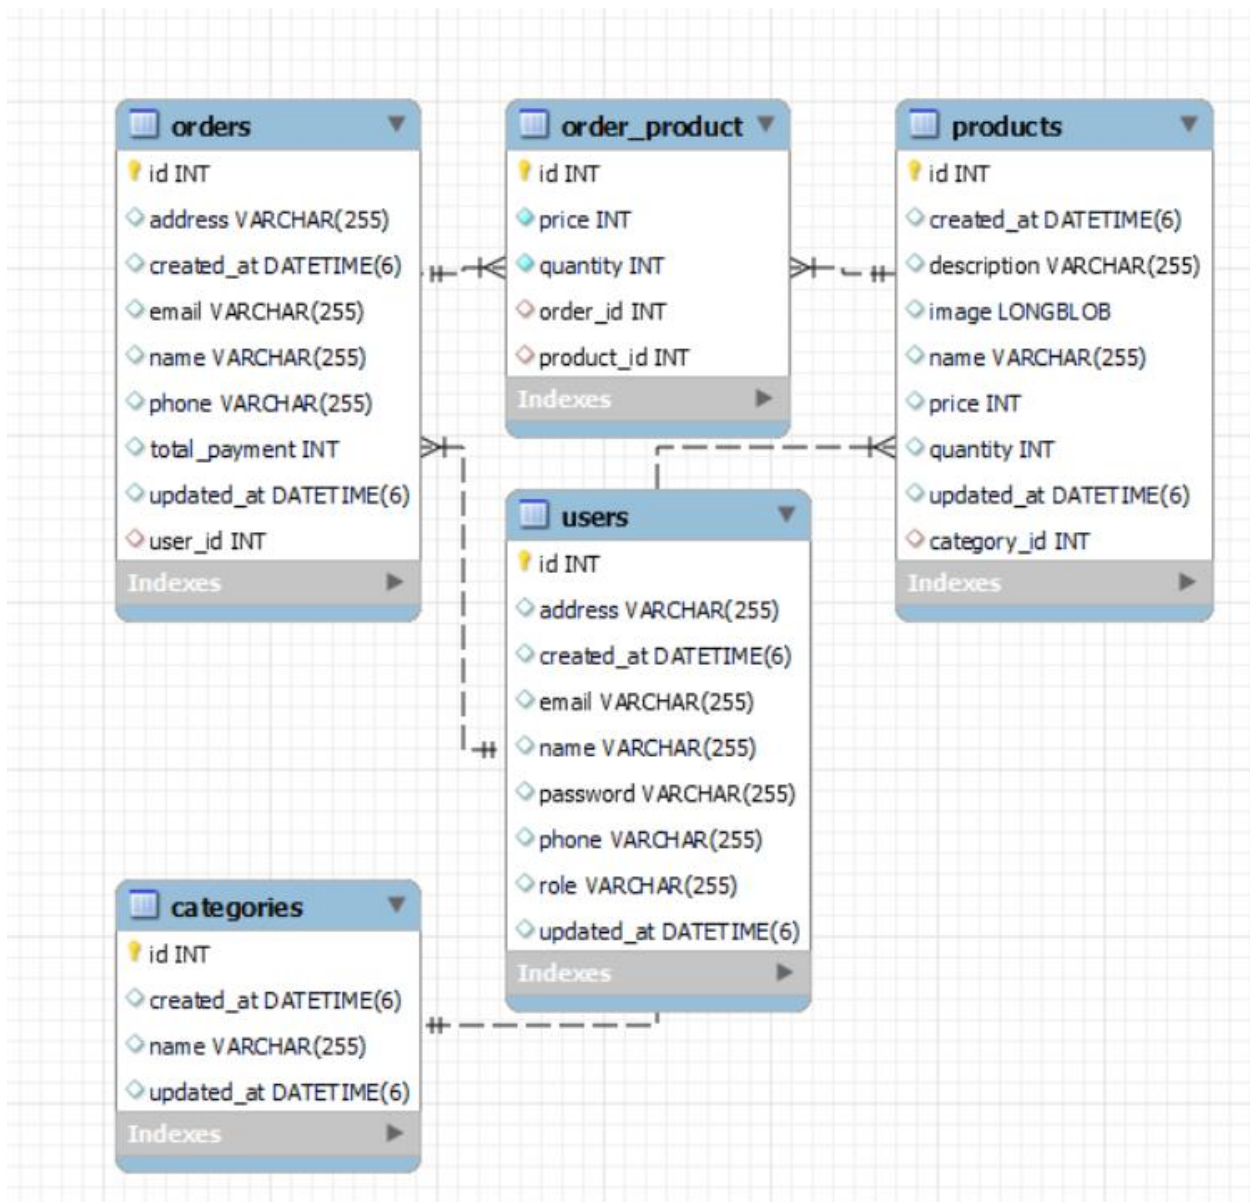 orders
id INT
address VARCHAR(255)
created_at DATETIME(6)
email VARCHAR(255)
name VARCHAR(255)
phone VARCHAR(255)
total_payment INT
updated_at DATETIME(6)
user_id INT
Indexes
order_product
id INT
price INT
quantity INT
order_id INT
product_id INT
Indexes
products
id INT
created_at DATETIME(6)
description VARCHAR(255)
image LONGBLOB
name VARCHAR(255)
price INT
quantity INT
updated_at DATETIME(6)
category_id INT
Indexes
users
id INT
address VARCHAR(255)
created_at DATETIME(6)
email VARCHAR(255)
name VARCHAR(255)
password VARCHAR(255)
phone VARCHAR(255)
role VARCHAR(255)
updated_at DATETIME(6)
Indexes
categories
id INT
created_at DATETIME(6)
name VARCHAR(255)
updated_at DATETIME(6)
Indexes